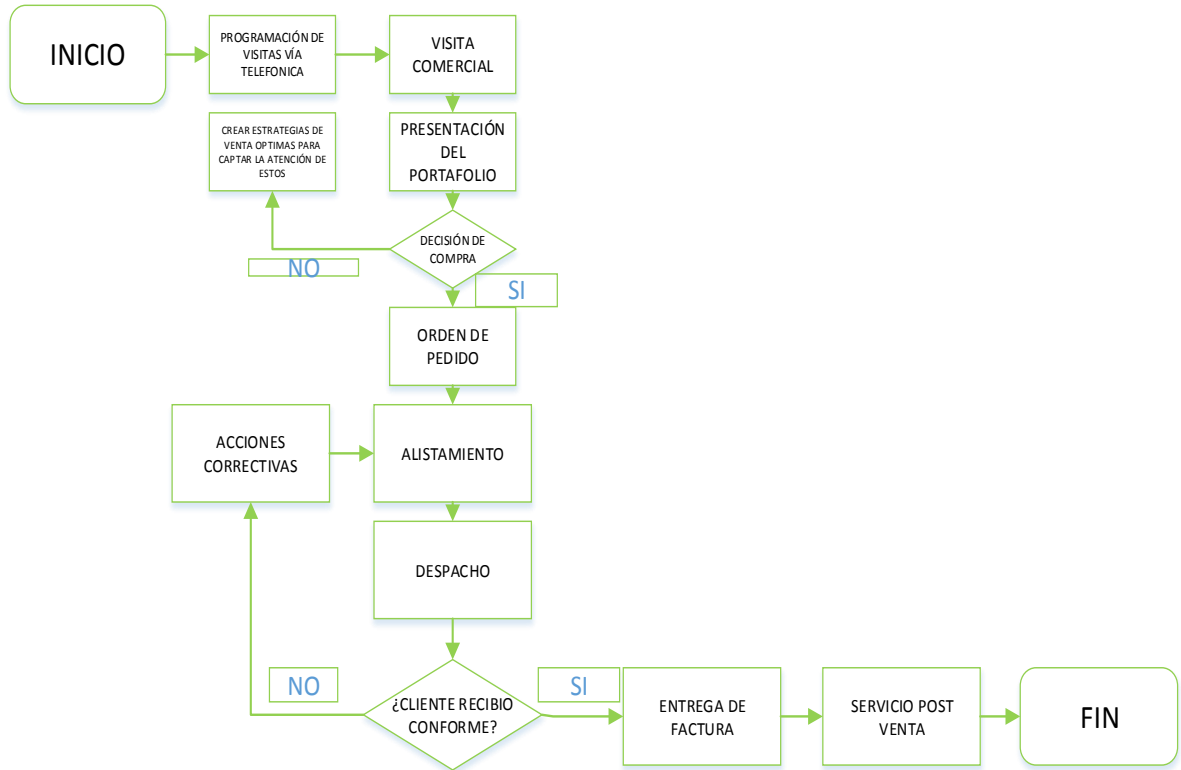 INICIO
PROGRAMACIÓN DE
VISITAS VÍA
TELEFONICA
VISITA
COMERCIAL
CREAR ESTRATEGIAS DE
VENTA OPTIMAS PARA
CAPTAR LA ATENCIÓN DE
ESTOS
PRESENTACIÓN
DEL
PORTAFOLIO
DECISIÓN DE
COMPRA
NO
SI
ORDEN DE
PEDIDO
ACCIONES
CORRECTIVAS
ALISTAMIENTO
DESPACHO
NO
¿CLIENTE RECIBIO
CONFORME?
SI
ENTREGA DE
FACTURA
SERVICIO POST
VENTA
FIN